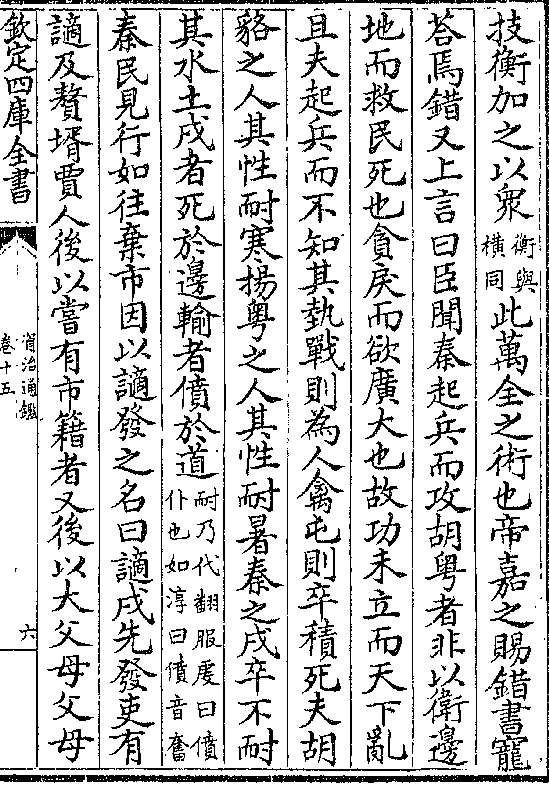 技衡加之以衆衡與橫同此萬全之術也帝嘉之賜錯書寵
荅焉錯又上言曰臣聞秦起兵而攻胡粤者非以衛邊
地而救民死也貪戾而欲廣大也故功未立而天下亂
且夫起兵而不知其埶戰則為人禽屯則卒積死夫胡
貉之人其性耐寒揚粤之人其性耐暑秦之戍卒不耐
其水土戍者死於邊輸者僨於道耐乃代翻服虔曰僨仆也如淳曰僨音奮
秦民見行如往棄市因以謫發之名曰謫戍先發吏有
謫及贅壻賈人後以嘗有市籍者又後以大父母父母
欽定四庫全書
資治通鑑
卷十五
六